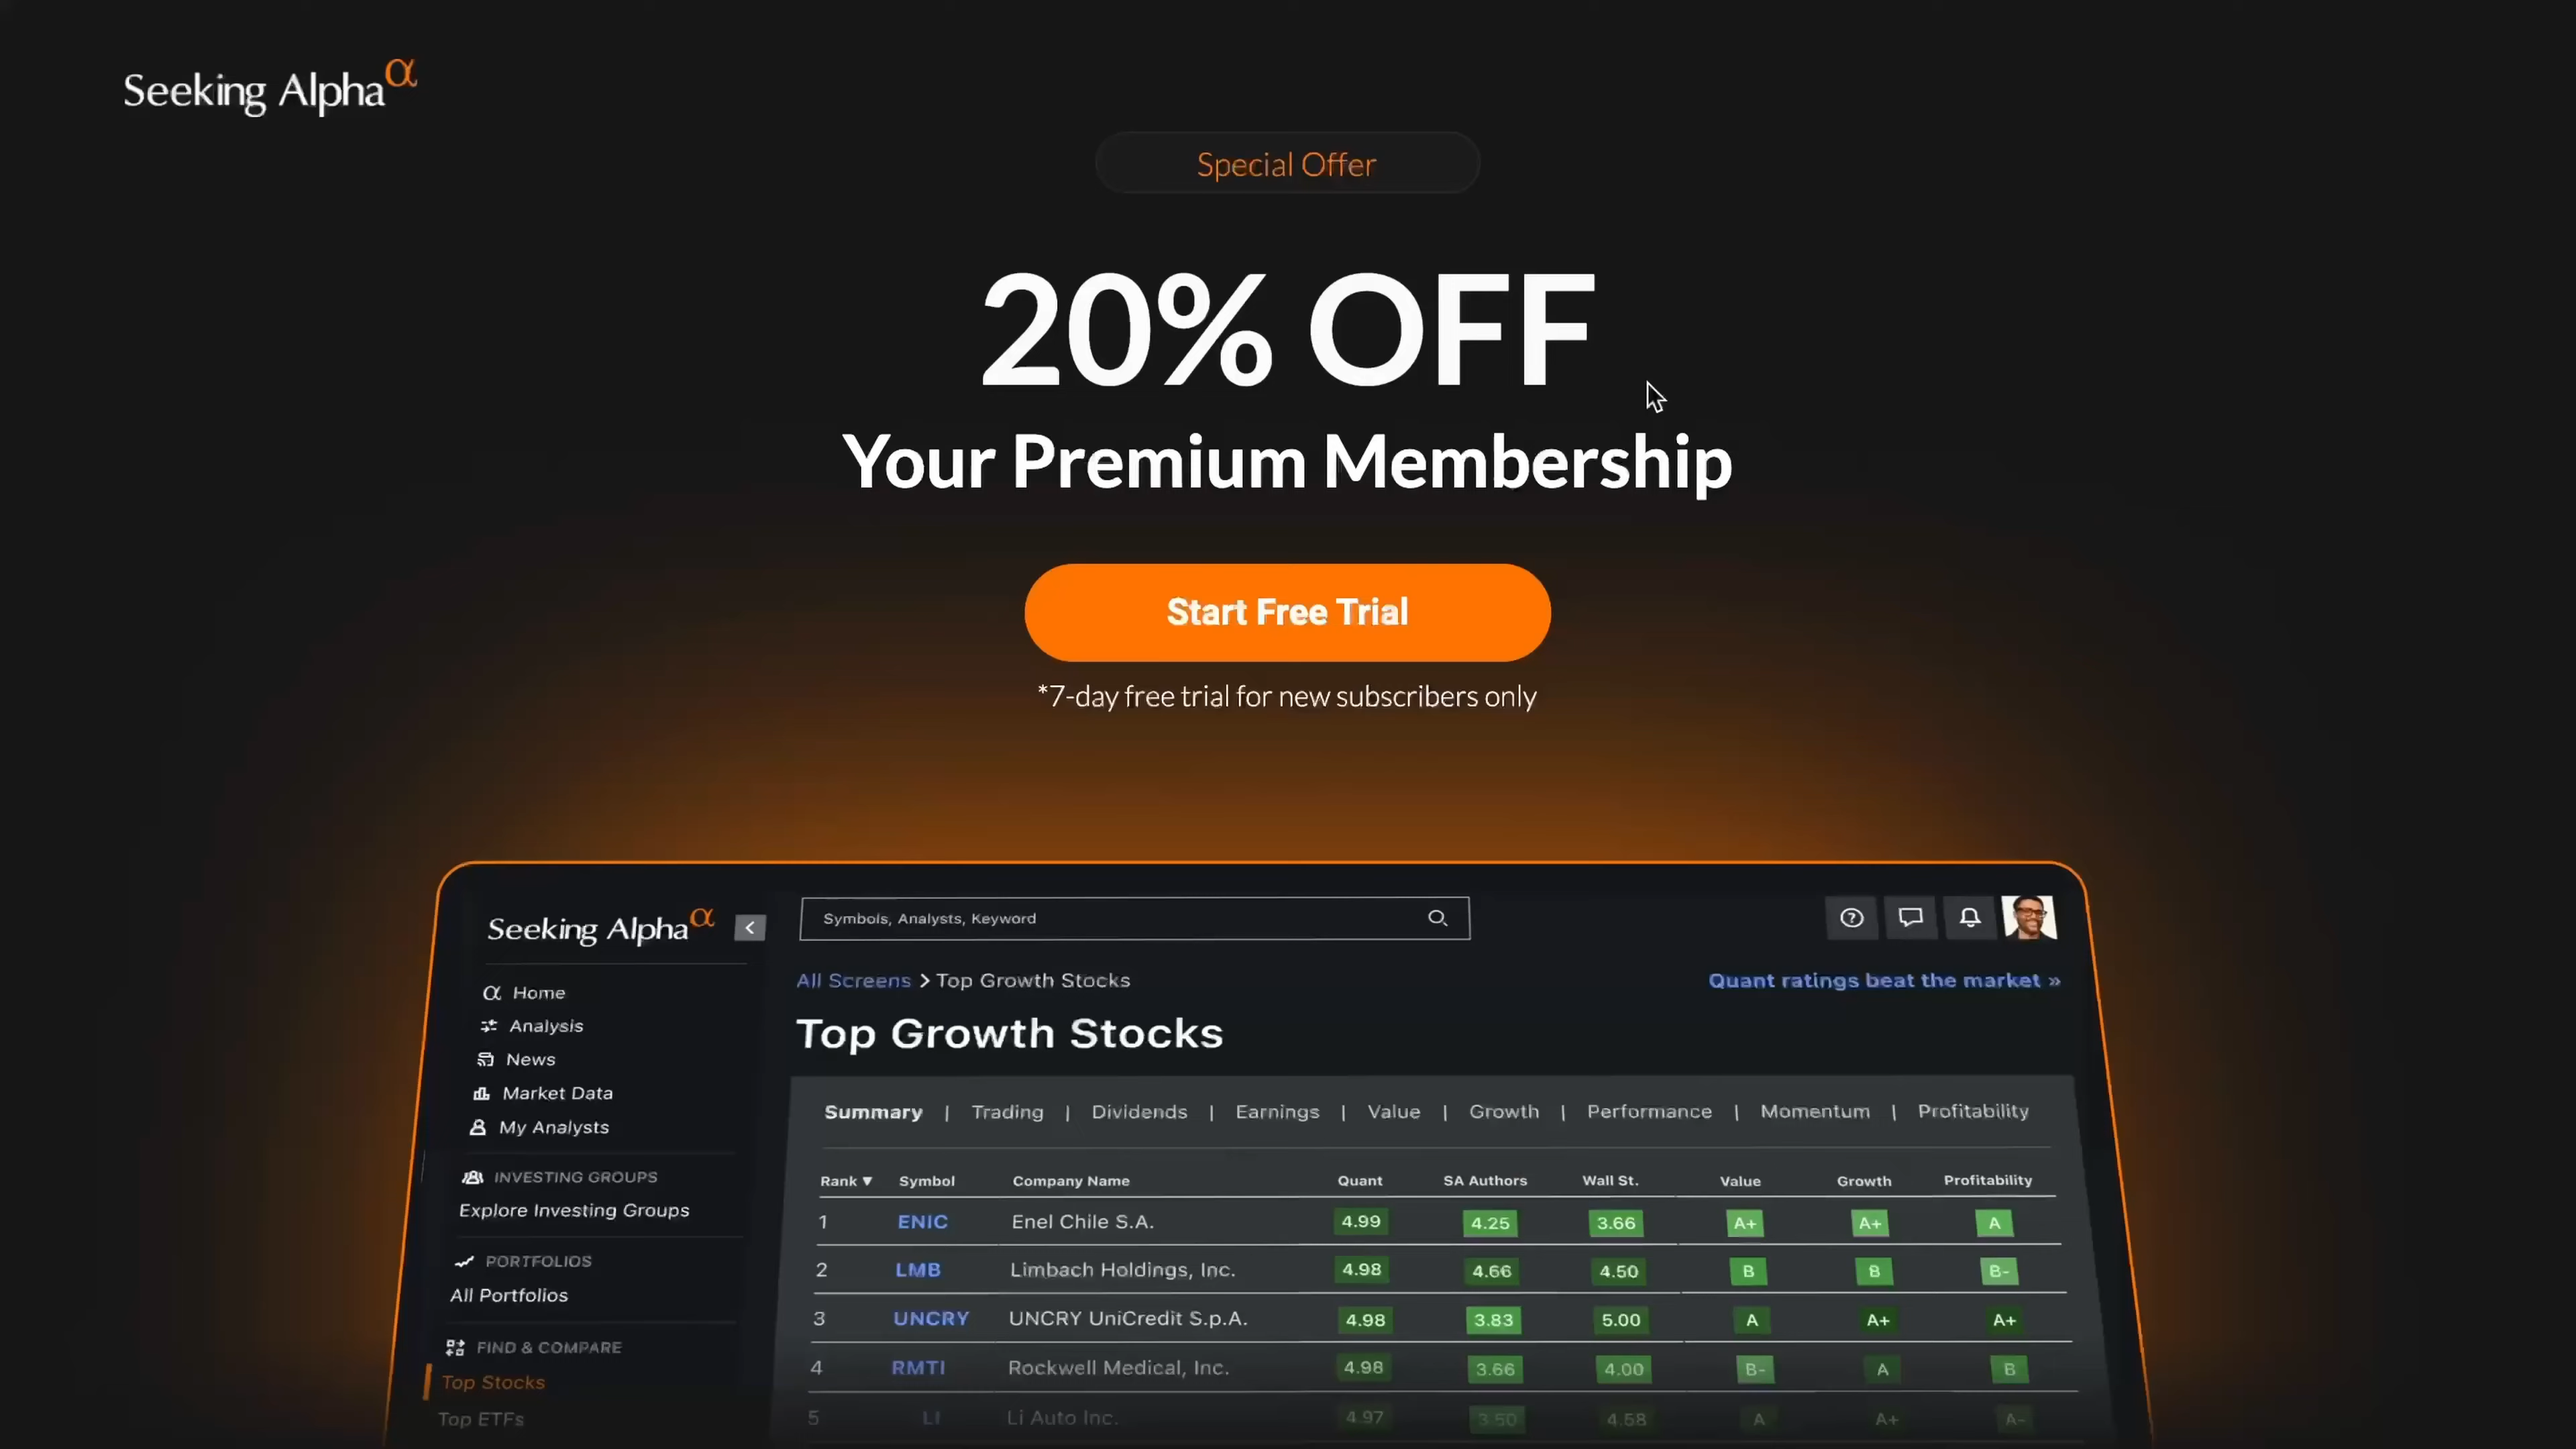 Seeking Alpha α
Special Offer
20% OFF
Your Premium Membership
Start Free Trial
*7-day free trial for new subscribers only
Seeking Alpha α
Symbols, Analysts, Keyword
Home
Analysis
News
Market Data
My Analysts
INVESTING GROUPS
Explore Investing Groups
PORTFOLIOS
All Portfolios
FIND & COMPARE
Top Stocks
Top ETFs
All Screens > Top Growth Stocks
Quant ratings beat the market »
Top Growth Stocks
Summary | Trading | Dividends | Earnings | Value | Growth | Performance | Momentum | Profitability
Rank ▼ Symbol Company Name Quant SA Authors Wall St. Value Growth Profitability
1 ENIC Enel Chile S.A. 4.99 4.25 3.66 A+ A+ A
2 LMB Limbach Holdings, Inc. 4.98 4.66 4.50 B B B-
3 UNCRY UNCRY UniCredit S.p.A. 4.98 3.83 5.00 A A+ A+
4 RMTI Rockwell Medical, Inc. 4.98 3.66 4.00 B- A B
5 LI Li Auto Inc. 4.97 3.50 4.58 A A+ A-